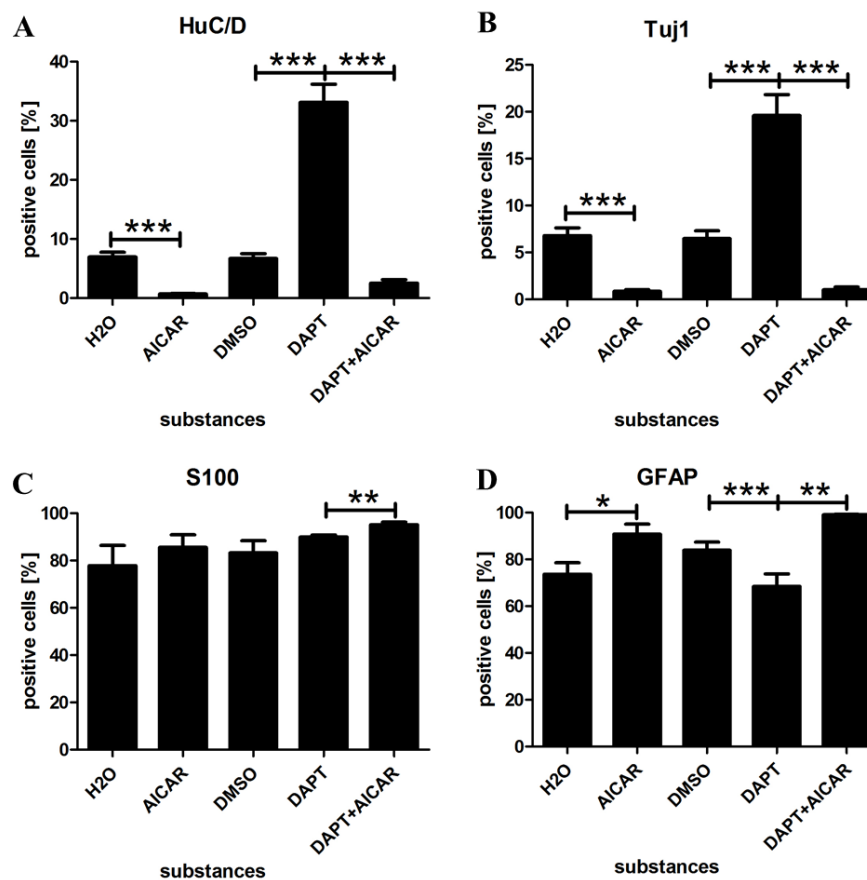 A
HuC/D
*** ***
***
positive cells [%]
40
30
20
10
0
H2O
AICAR
DMSO
DAPT
DAPT+AICAR
substances
B
Tuj1
*** ***
***
positive cells [%]
25
20
15
10
5
0
H2O
AICAR
DMSO
DAPT
DAPT+AICAR
substances
C
S100
**
positive cells [%]
100
80
60
40
20
0
H2O
AICAR
DMSO
DAPT
DAPT+AICAR
substances
D
GFAP
* *** **
positive cells [%]
100
80
60
40
20
0
H2O
AICAR
DMSO
DAPT
DAPT+AICAR
substances